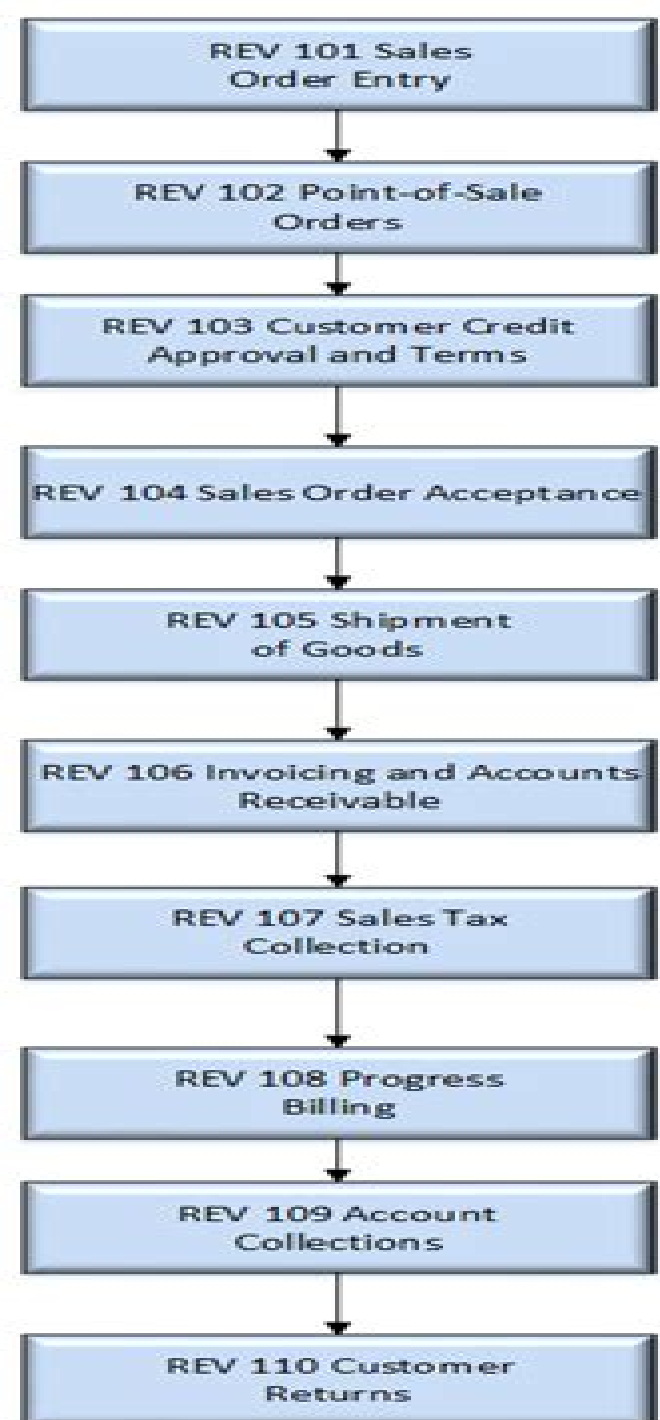 REV 101 Sales
Order Entry
REV 102 Point-of-Sale
Orders
REV 103 Customer Credit
Approval and Terms
REV 104 Sales Order Acceptance
REV 105 Shipment
of Goods
REV 106 Invoicing and Accounts
Receivable
REV 107 Sales Tax
Collection
REV 108 Progress
Billing
REV 109 Account
Collections
REV 110 Customer
Returns